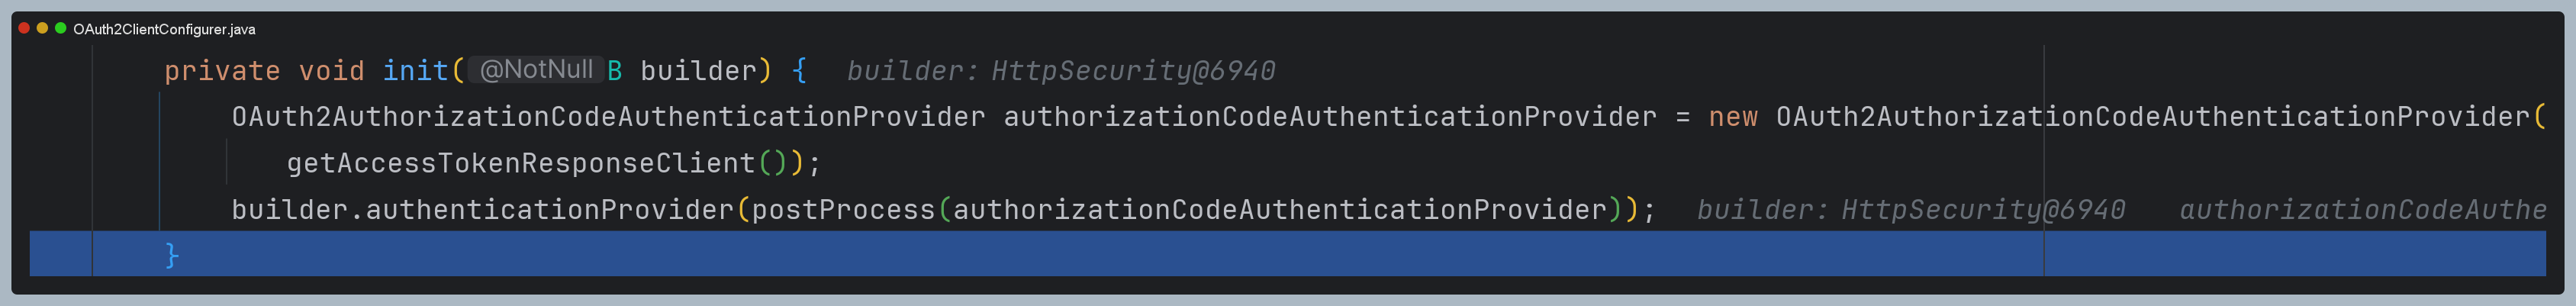 OAuth2ClientConfigurer.java
private void init(@NotNull B builder) { builder: HttpSecurity@6940
OAuth2AuthorizationCodeAuthenticationProvider authorizationCodeAuthenticationProvider = new OAuth2AuthorizationCodeAuthenticationProvider(
getAccessTokenResponseClient());
builder.authenticationProvider(postProcess(authorizationCodeAuthenticationProvider)); builder: HttpSecurity@6940 authorizationCodeAuthe
}